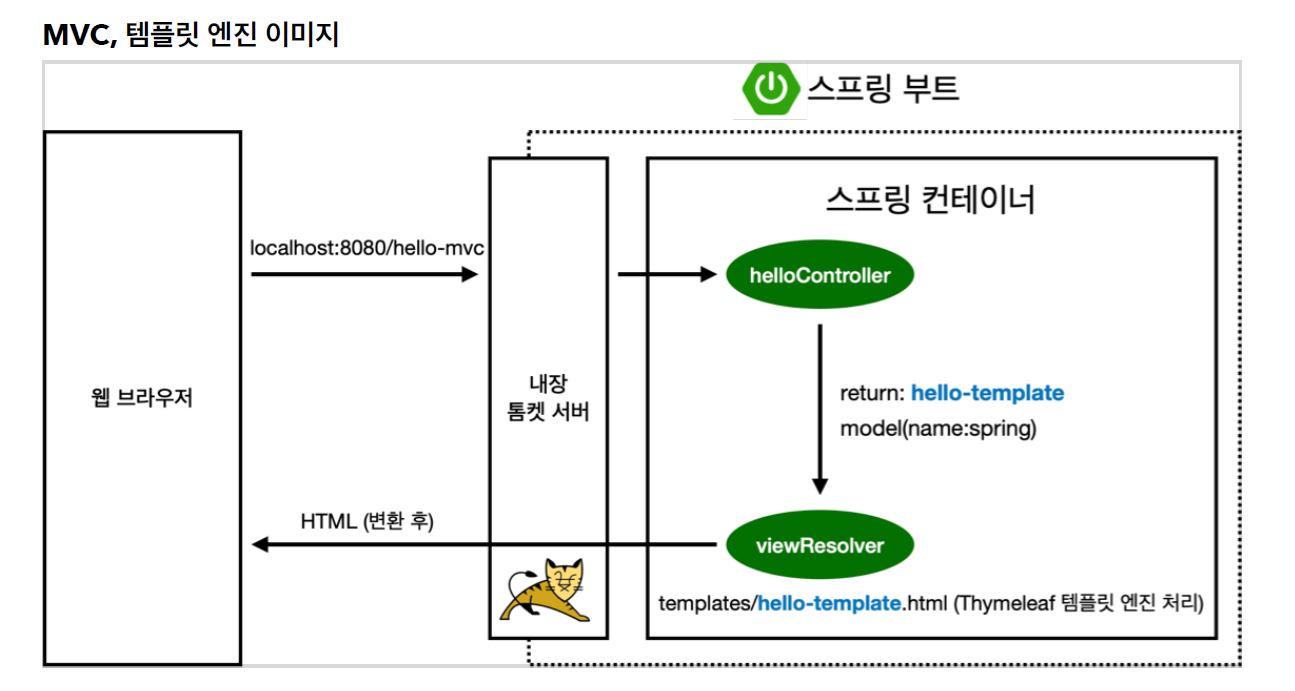 MVC, 템플릿 엔진 이미지
스프링 부트
스프링 컨테이너
localhost:8080/hello-mvc
helloController
웹 브라우저
내장
톰켓 서버
return: hello-template
model(name:spring)
HTML (변환 후)
viewResolver
templates/hello-template.html (Thymeleaf 템플릿 엔진 처리)